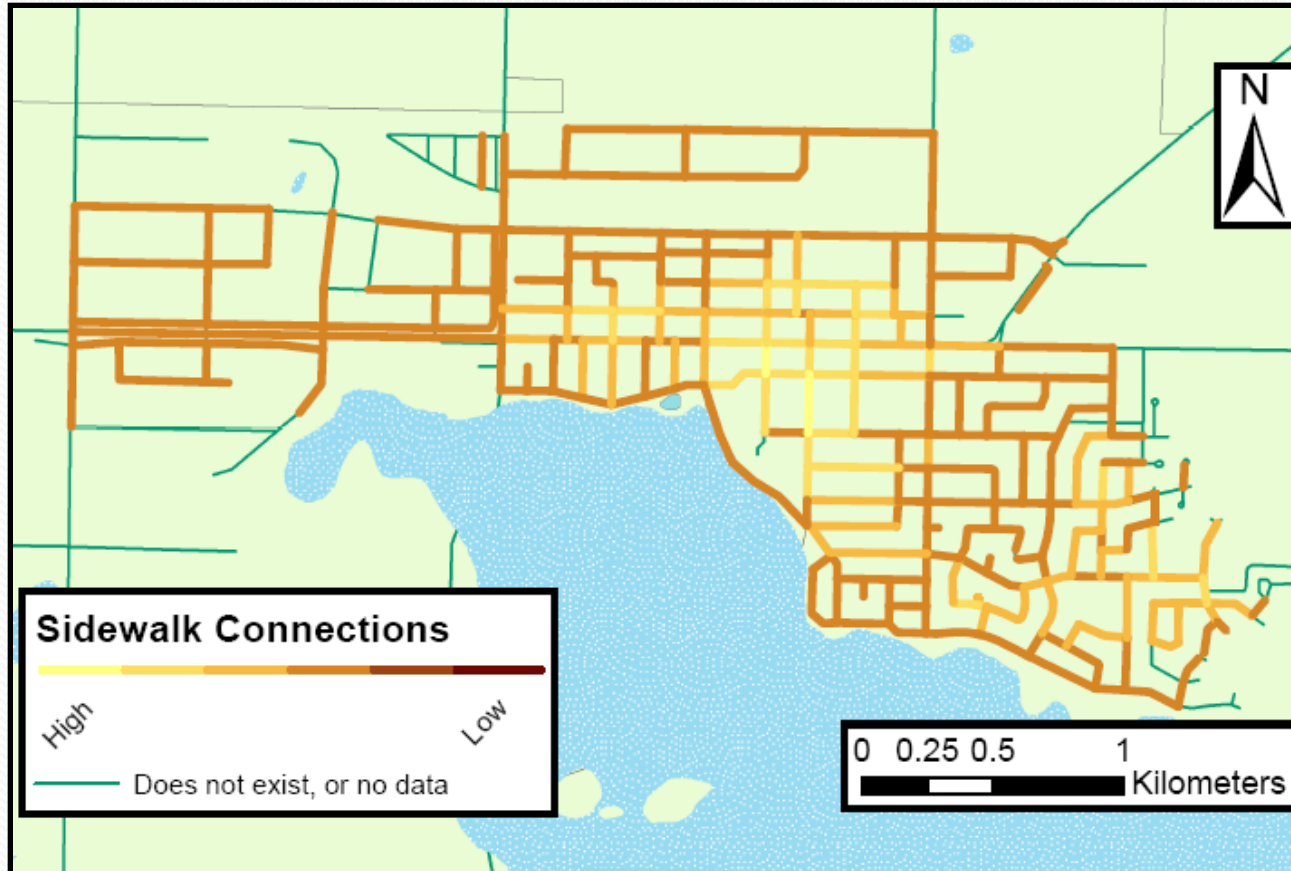 N
Sidewalk Connections
High
Low
Does not exist, or no data
0 0.25 0.5 1
Kilometers